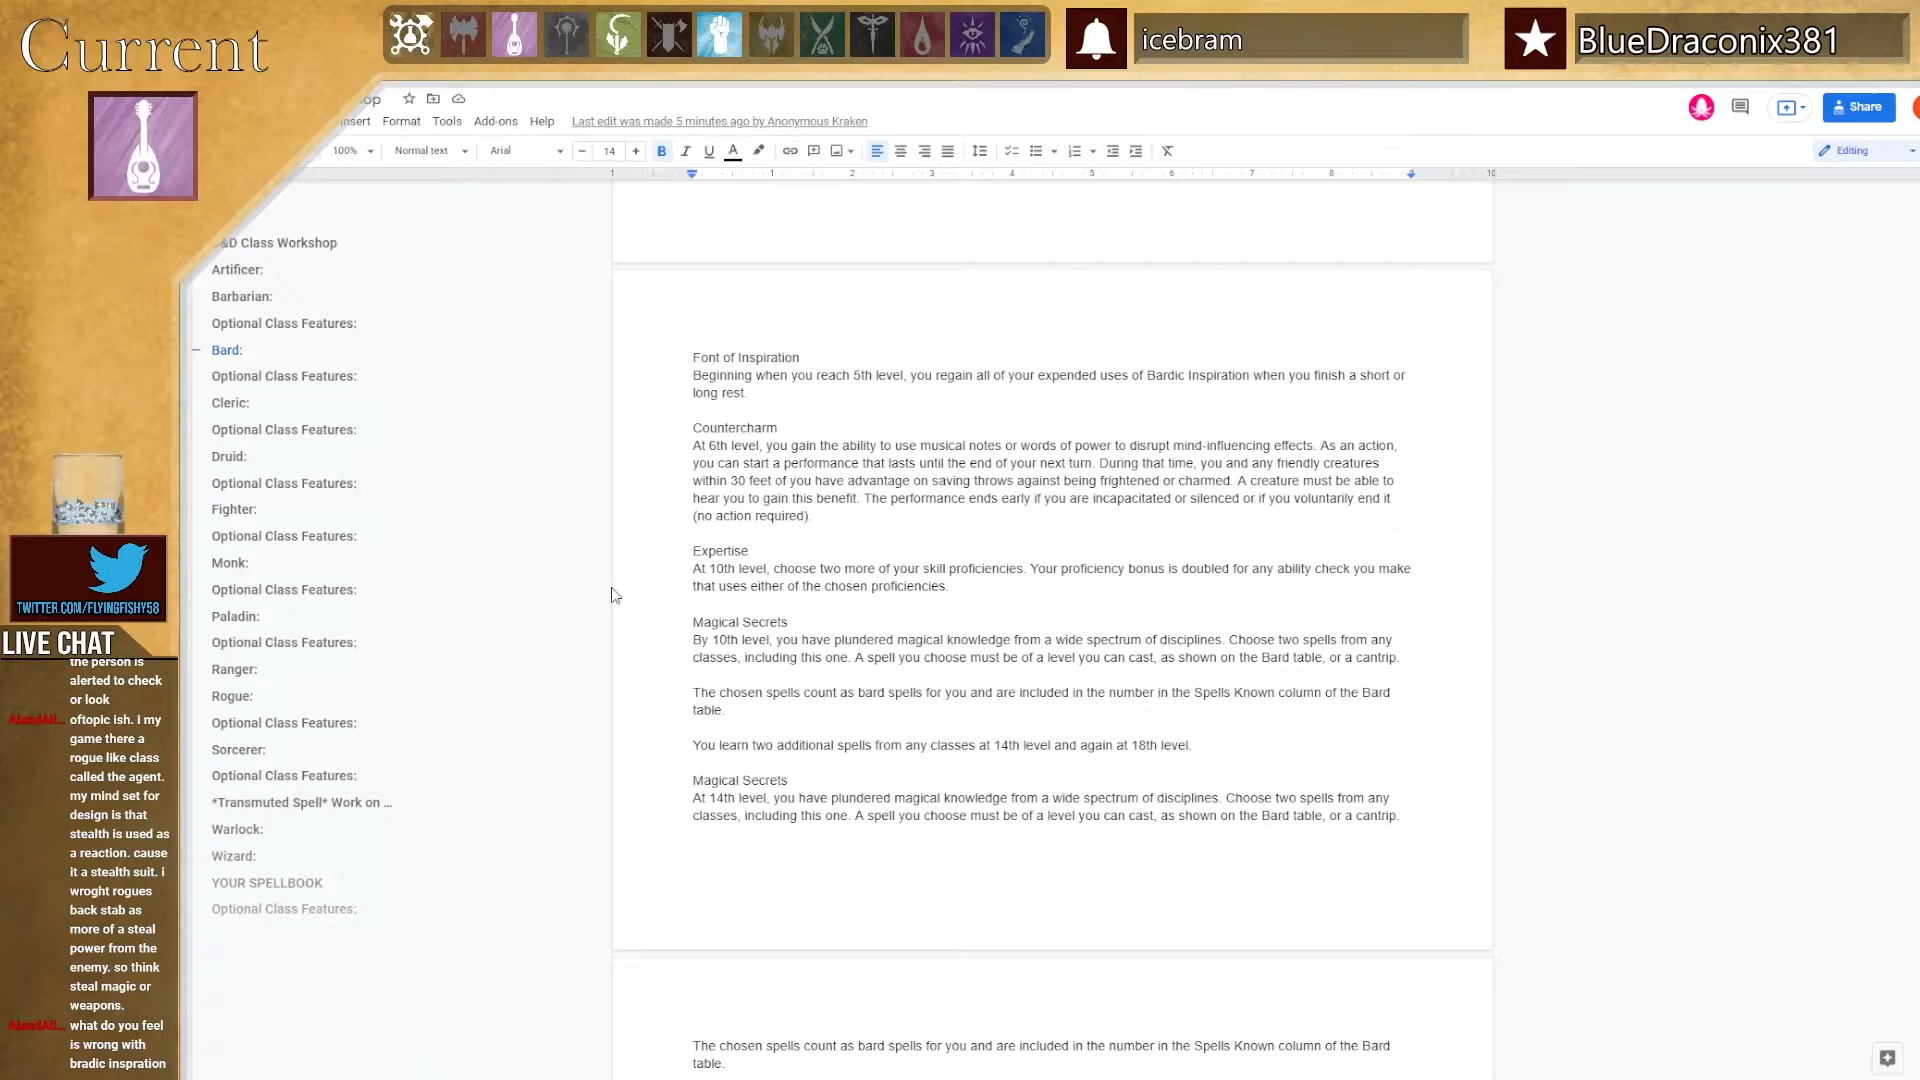 Current
icebram
BlueDraconix381
op
nsert Format Tools Add-ons Help Last edit was made 5 minutes ago by Anonymous Kraken
Share
100% Normal text Arial 14
Editing
1 1 2 3 4 5 6 7 8 9 10
&D Class Workshop
Artificer:
Barbarian:
Optional Class Features:
Bard:
Optional Class Features:
Cleric:
Optional Class Features:
Druid:
Optional Class Features:
Fighter:
Optional Class Features:
Monk:
Optional Class Features:
Paladin:
Optional Class Features:
Ranger:
Rogue:
Optional Class Features:
Sorcerer:
Optional Class Features:
*Transmuted Spell* Work on ...
Warlock:
Wizard:
YOUR SPELLBOOK
Optional Class Features:
Font of Inspiration
Beginning when you reach 5th level, you regain all of your expended uses of Bardic Inspiration when you finish a short or
long rest.
Countercharm
At 6th level, you gain the ability to use musical notes or words of power to disrupt mind-influencing effects. As an action,
you can start a performance that lasts until the end of your next turn. During that time, you and any friendly creatures
within 30 feet of you have advantage on saving throws against being frightened or charmed. A creature must be able to
hear you to gain this benefit. The performance ends early if you are incapacitated or silenced or if you voluntarily end it
(no action required).
Expertise
At 10th level, choose two more of your skill proficiencies. Your proficiency bonus is doubled for any ability check you make
that uses either of the chosen proficiencies.
Magical Secrets
By 10th level, you have plundered magical knowledge from a wide spectrum of disciplines. Choose two spells from any
classes, including this one. A spell you choose must be of a level you can cast, as shown on the Bard table, or a cantrip.
The chosen spells count as bard spells for you and are included in the number in the Spells Known column of the Bard
table.
You learn two additional spells from any classes at 14th level and again at 18th level.
Magical Secrets
At 14th level, you have plundered magical knowledge from a wide spectrum of disciplines. Choose two spells from any
classes, including this one. A spell you choose must be of a level you can cast, as shown on the Bard table, or a cantrip.
The chosen spells count as bard spells for you and are included in the number in the Spells Known column of the Bard
table.
TWITTER.COM/FLYINGFISHY58
LIVE CHAT
the person is
alerted to check
or look
oftopic ish. i my
game there a
rogue like class
called the agent.
my mind set for
design is that
stealth is used as
a reaction. cause
it a stealth suit. i
wroght rogues
back stab as
more of a steal
power from the
enemy. so think
steal magic or
weapons.
what do you feel
is wrong with
bradic inspration